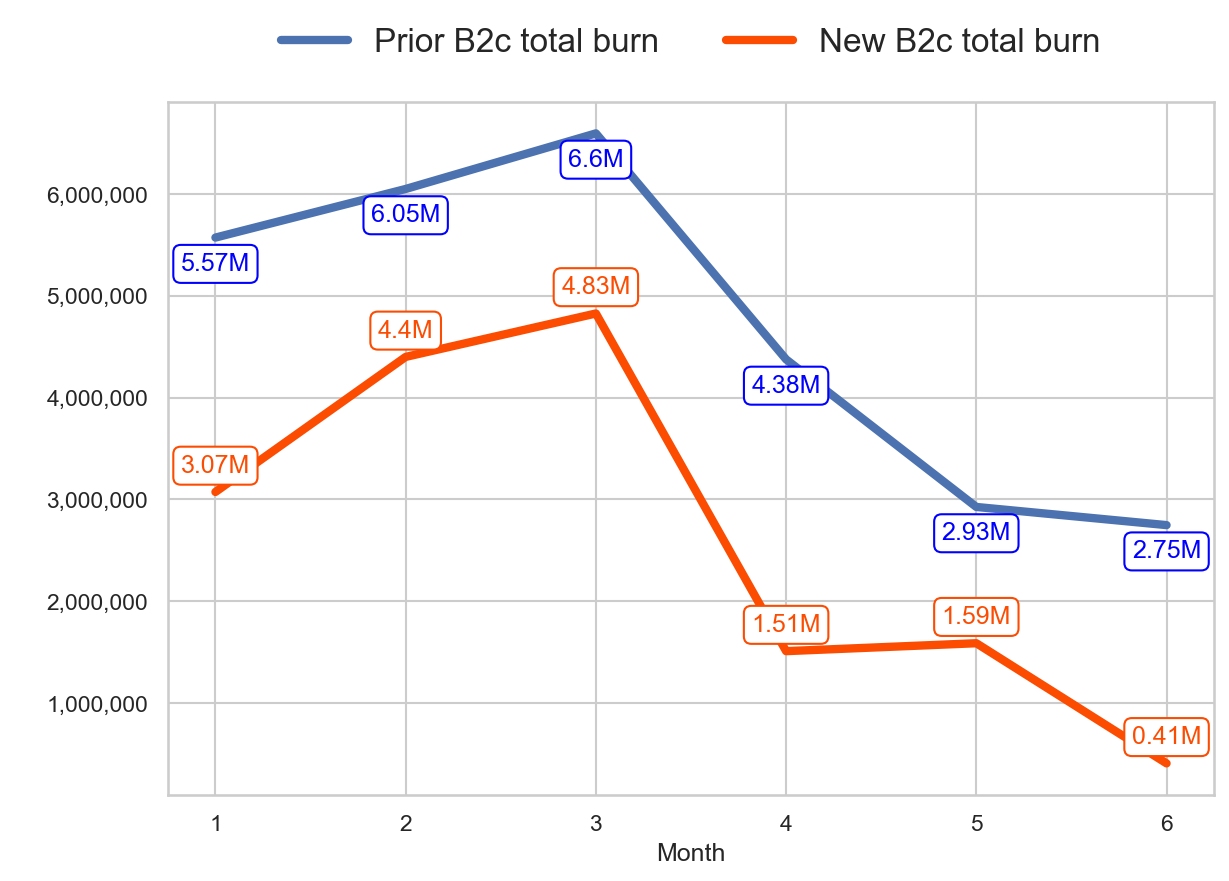 Prior B2c total burn New B2c total burn
6.6M
6,000,000
6.05M
5.57M
5,000,000
4.83M
4.4M
4,000,000
4.38M
3.07M
3,000,000
2.93M
2.75M
2,000,000
1.51M
1.59M
1,000,000
0.41M
1 2 3 4 5 6
Month